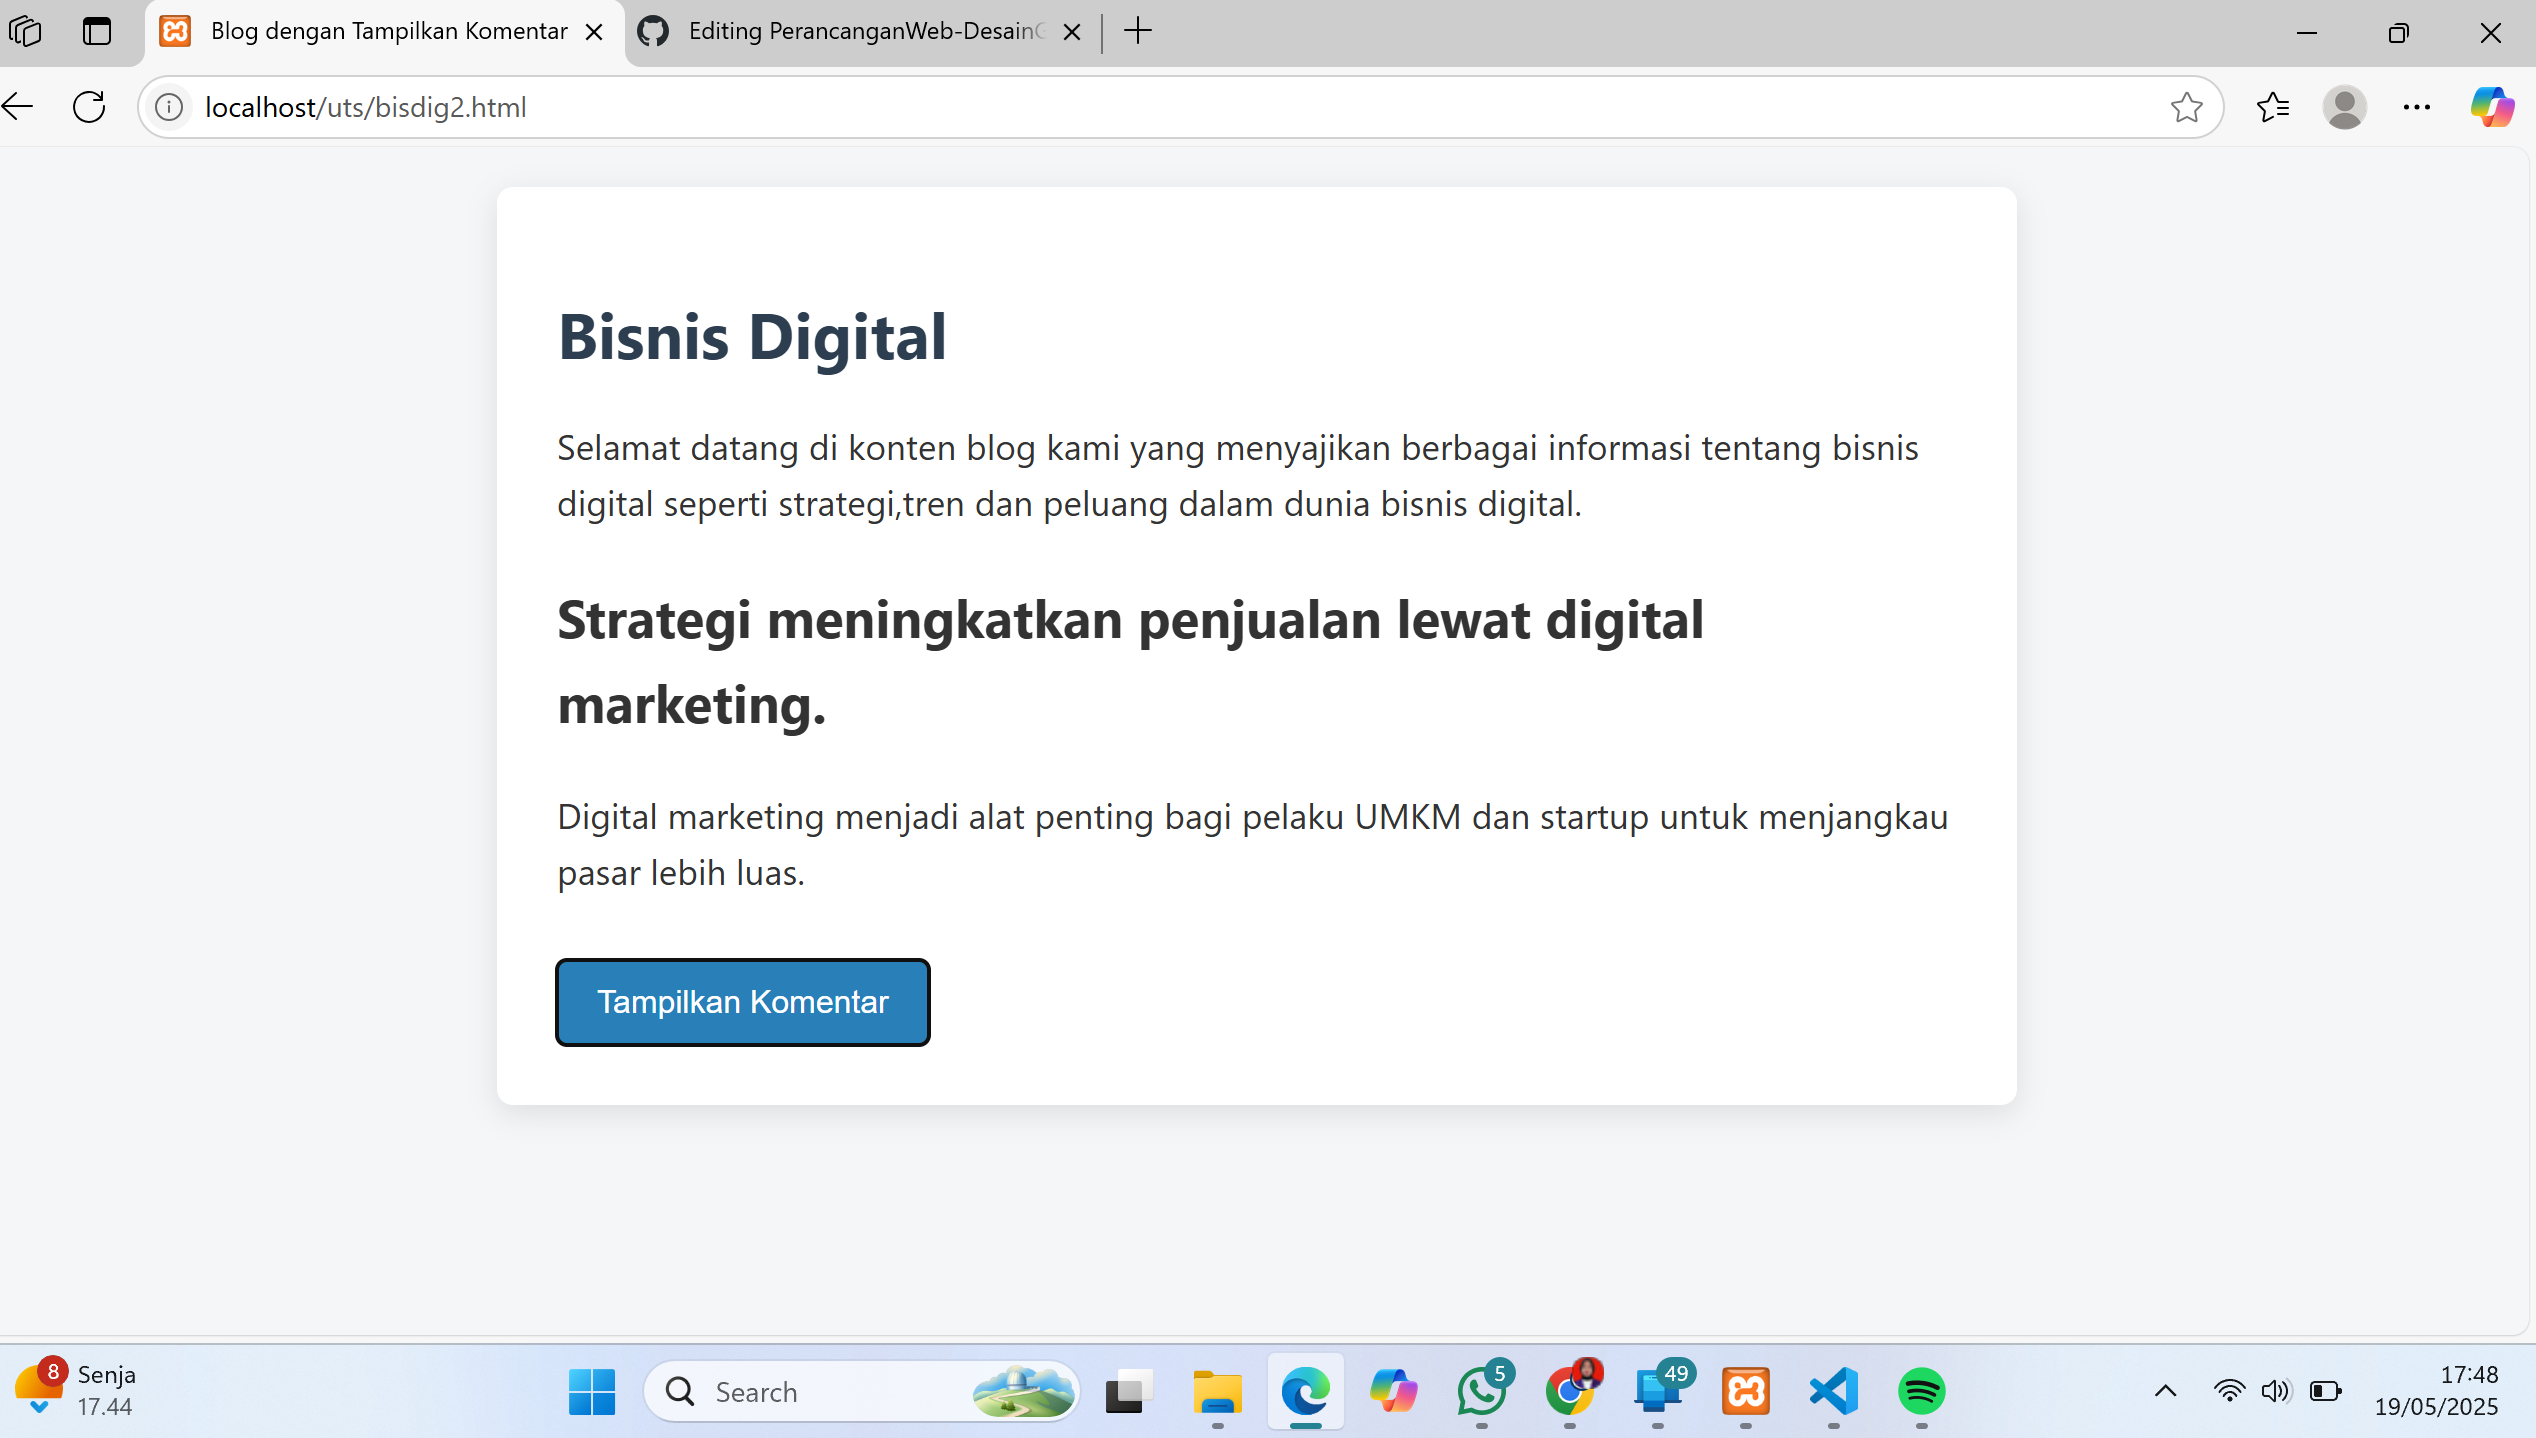 Blog dengan Tampilkan Komentar
Editing PerancanganWeb-Desain
localhost/uts/bisdig2.html
Bisnis Digital
Selamat datang di konten blog kami yang menyajikan berbagai informasi tentang bisnis
digital seperti strategi,tren dan peluang dalam dunia bisnis digital.
Strategi meningkatkan penjualan lewat digital
marketing.
Digital marketing menjadi alat penting bagi pelaku UMKM dan startup untuk menjangkau
pasar lebih luas.
Tampilkan Komentar
8
Senja
17.44
Search
5
49
17:48
19/05/2025